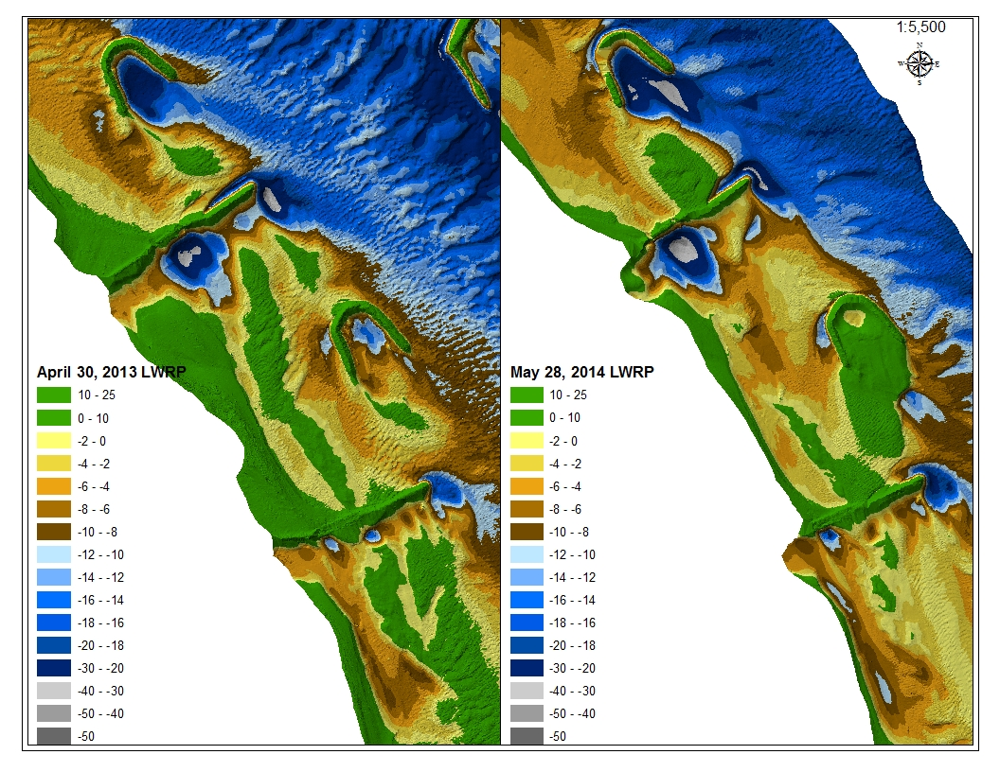 1:5,500
N
W E
S
April 30, 2013 LWRP
10 - 25
0 - 10
-2 - 0
-4 - -2
-6 - -4
-8 - -6
-10 - -8
-12 - -10
-14 - -12
-16 - -14
-18 - -16
-20 - -18
-30 - -20
-40 - -30
-50 - -40
-50
May 28, 2014 LWRP
10 - 25
0 - 10
-2 - 0
-4 - -2
-6 - -4
-8 - -6
-10 - -8
-12 - -10
-14 - -12
-16 - -14
-18 - -16
-20 - -18
-30 - -20
-40 - -30
-50 - -40
-50